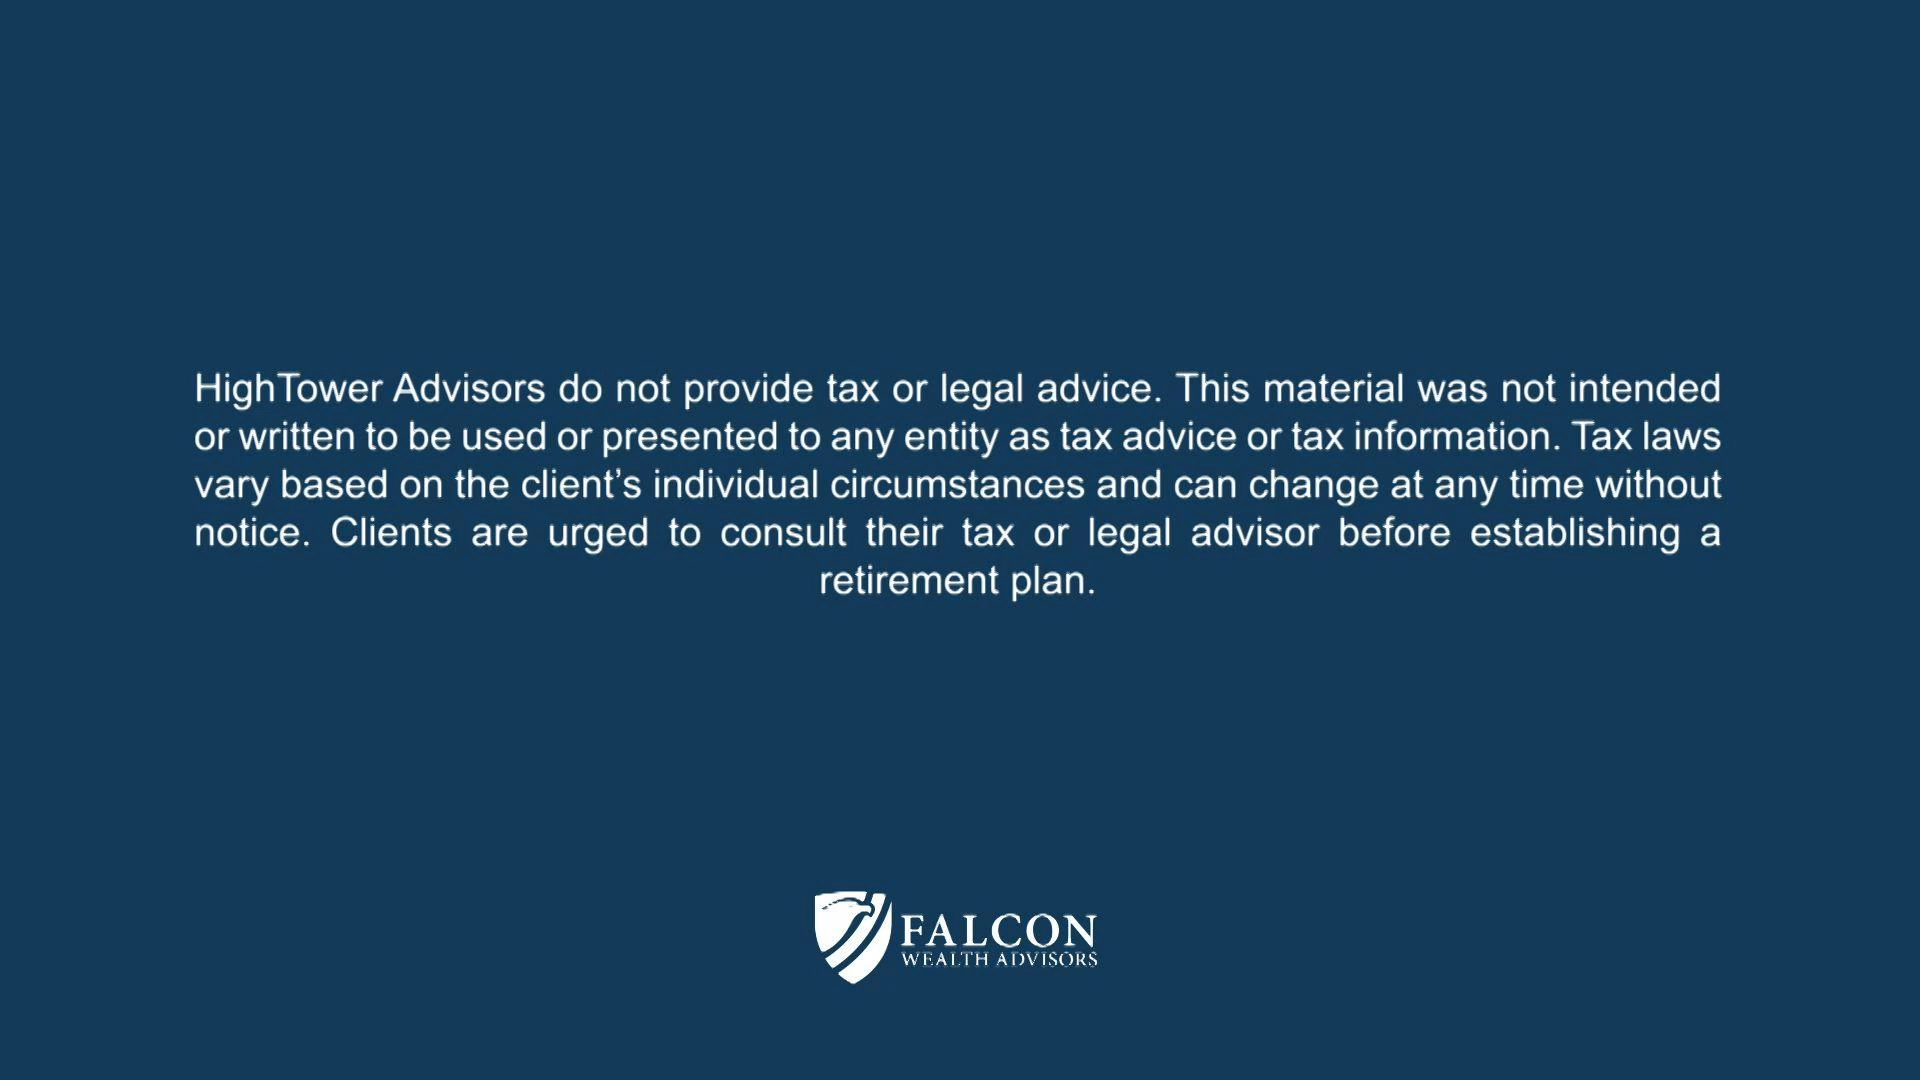 HighTower Advisors do not provide tax or legal advice. This material was not intended
or written to be used or presented to any entity as tax advice or tax information. Tax laws
vary based on the client’s individual circumstances and can change at any time without
notice. Clients are urged to consult their tax or legal advisor before establishing a
retirement plan.
FALCON
WEALTH ADVISORS